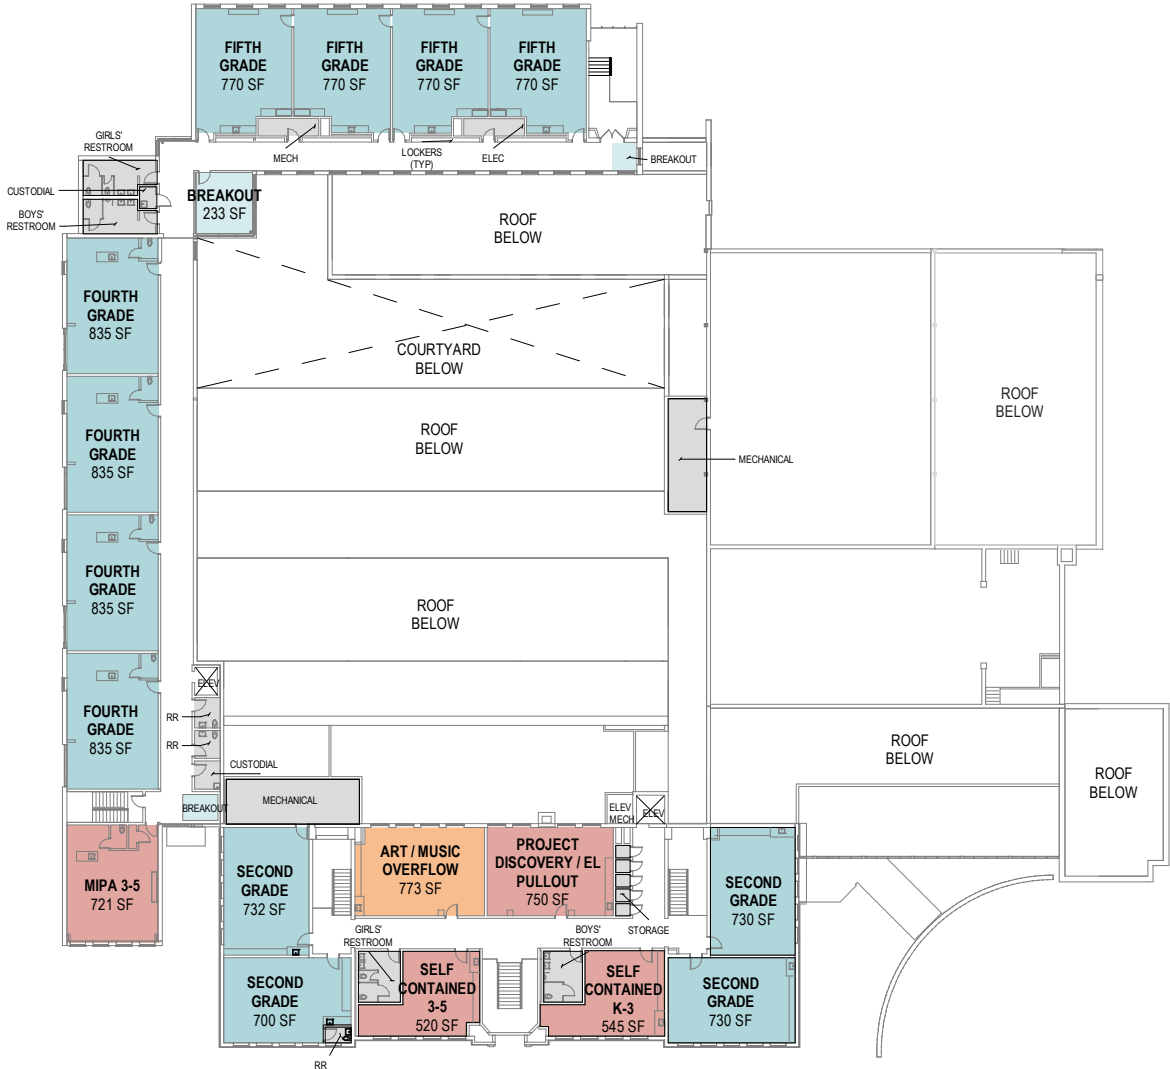 FIFTH
GRADE
770 SF
FIFTH
GRADE
770 SF
FIFTH
GRADE
770 SF
FIFTH
GRADE
770 SF
GIRLS'
RESTROOM
MECH
LOCKERS
(TYP)
ELEC
BREAKOUT
CUSTODIAL
BREAKOUT
233 SF
BOYS'
RESTROOM
ROOF
BELOW
FOURTH
GRADE
835 SF
COURTYARD
BELOW
ROOF
BELOW
FOURTH
GRADE
835 SF
ROOF
BELOW
MECHANICAL
FOURTH
GRADE
835 SF
ROOF
BELOW
ELEV
FOURTH
GRADE
835 SF
RR
RR
CUSTODIAL
ROOF
BELOW
ROOF
BELOW
BREAKOUT
MECHANICAL
ELEV
MECH
ELEV
MIPA 3-5
721 SF
SECOND
GRADE
732 SF
ART / MUSIC
OVERFLOW
773 SF
PROJECT
DISCOVERY / EL
PULLOUT
750 SF
SECOND
GRADE
730 SF
GIRLS'
RESTROOM
BOYS'
RESTROOM
STORAGE
SECOND
GRADE
700 SF
SELF
CONTAINED
3-5
520 SF
SELF
CONTAINED
K-3
545 SF
SECOND
GRADE
730 SF
RR